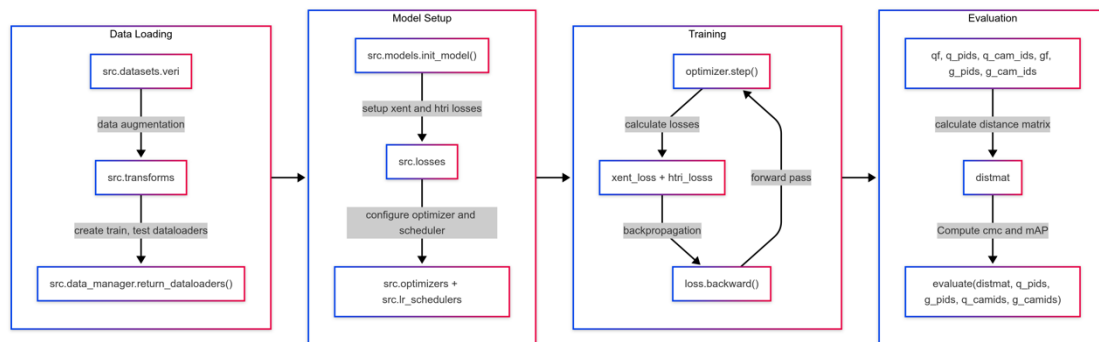 Data Loading
src.datasets.veri
data augmentation
src.transforms
create train, test dataloaders
src.data_manager.return_dataloaders()
Model Setup
src.models.init_model()
setup xent and htri losses
src.losses
configure optimizer and
scheduler
src.optimizers +
src.lr_schedulers
Training
optimizer.step()
calculate losses
xent_loss + htri_losss
forward pass
backpropagation
loss.backward()
Evaluation
qf, q_pids, q_cam_ids, gf,
g_pids, g_cam_ids
calculate distance matrix
distmat
Compute cmc and mAP
evaluate(distmat, q_pids,
g_pids, q_camids, g_camids)